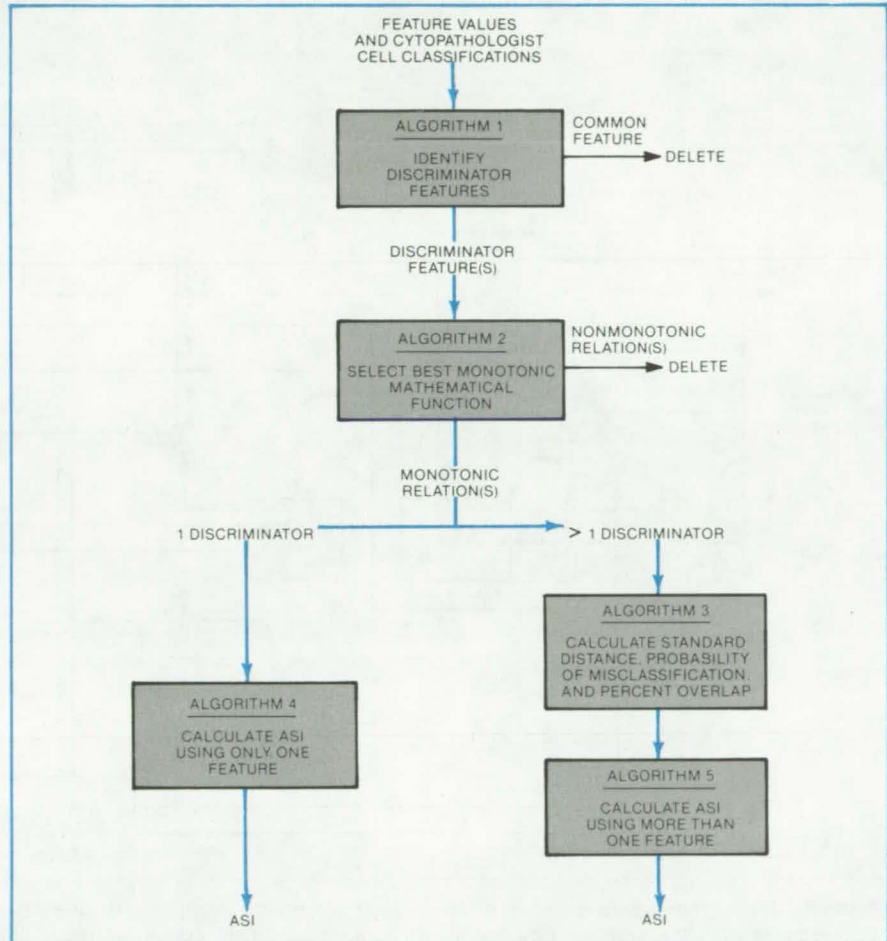 FEATURE VALUES
AND CYTOPATHOLOGIST
CELL CLASSIFICATIONS
ALGORITHM 1
IDENTIFY
DISCRIMINATOR
FEATURES
COMMON
FEATURE
DELETE
DISCRIMINATOR
FEATURE(S)
ALGORITHM 2
SELECT BEST MONOTONIC
MATHEMATICAL
FUNCTION
NONMONOTONIC
RELATION(S)
DELETE
MONOTONIC
RELATION(S)
1 DISCRIMINATOR
> 1 DISCRIMINATOR
ALGORITHM 3
CALCULATE STANDARD
DISTANCE, PROBABILITY
OF MISCLASSIFICATION,
AND PERCENT OVERLAP
ALGORITHM 4
CALCULATE ASI
USING ONLY ONE
FEATURE
ALGORITHM 5
CALCULATE ASI
USING MORE THAN
ONE FEATURE
ASI
ASI